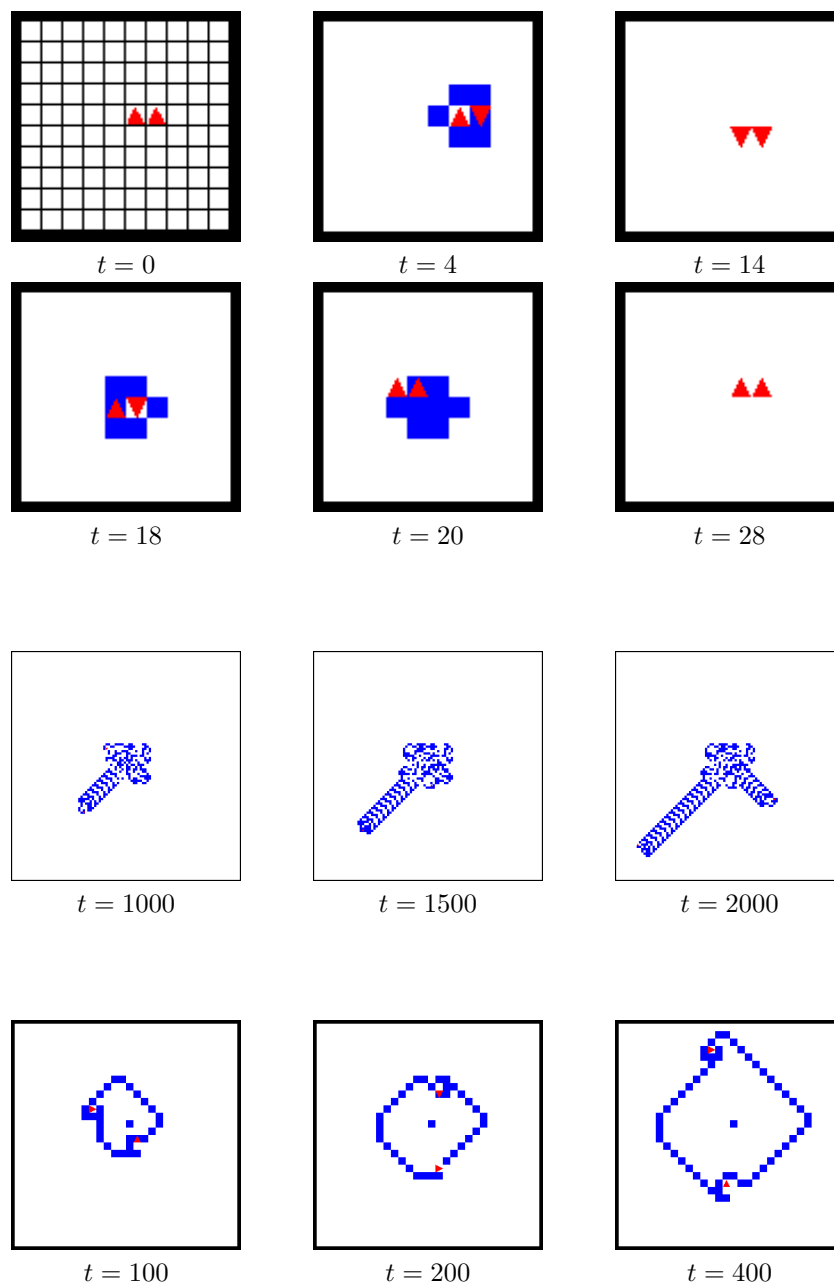 t = 0 t = 4 t = 14
t = 18 t = 20 t = 28
t = 1000 t = 1500 t = 2000
t = 100 t = 200 t = 400